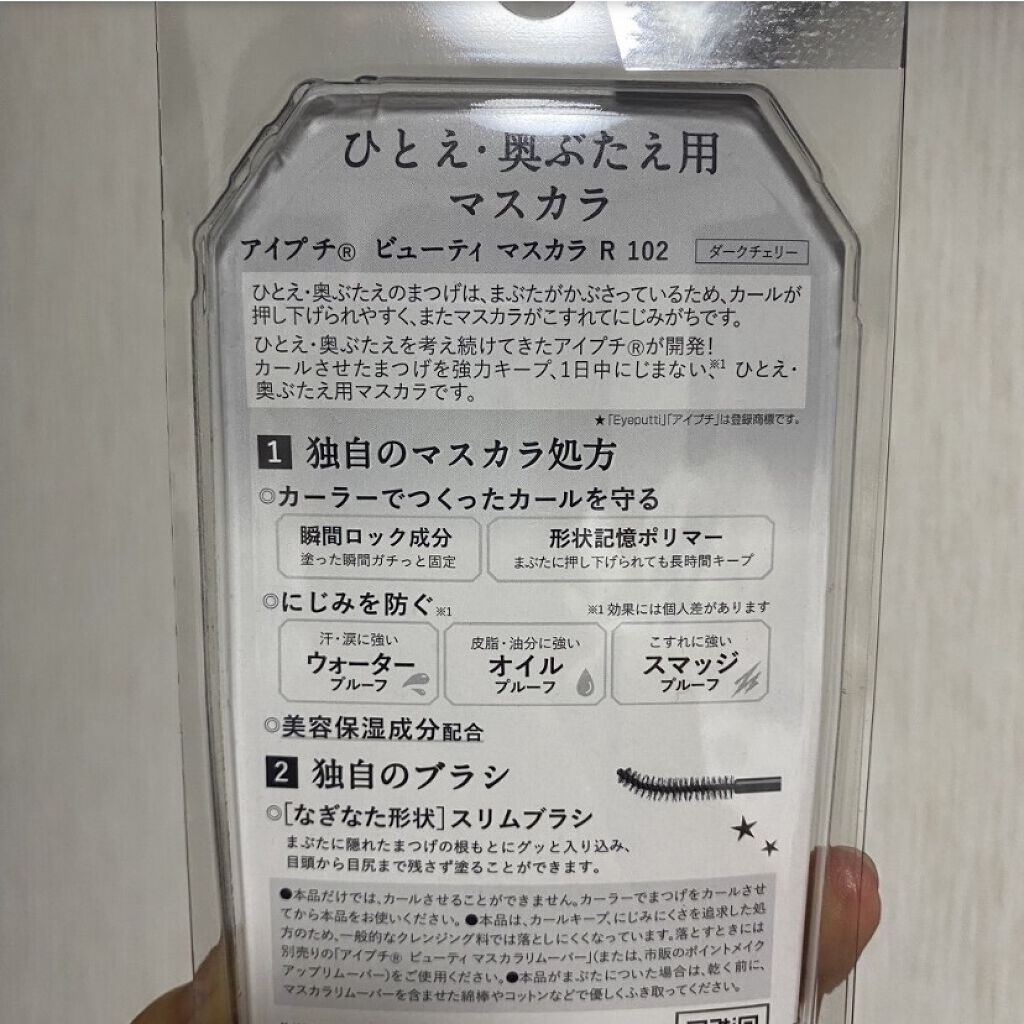 ひとえ・奥ぶたえ用
マスカラ
アイプチ® ビューティ マスカラ R 102 ダークチェリー
ひとえ・奥ぶたえのまつげは、まぶたがかぶさっているため、カールが
押し下げられやすく、またマスカラがこすれてにじみがちです。
ひとえ・奥ぶたえを考え続けてきたアイプチ®が開発!
カールさせたまつげを強力キープ、1日中にじまない、※1 ひとえ・
奥ぶたえ用マスカラです。
★「Eyeputti」「アイプチ」は登録商標です。
1 独自のマスカラ処方
◎カーラーでつくったカールを守る
瞬間ロック成分 形状記憶ポリマー
塗った瞬間ガチっと固定 まぶたに押し下げられても長時間キープ
◎にじみを防ぐ※1 ※1 効果には個人差があります
汗・涙に強い 皮脂・油分に強い こすれに強い
ウォーター オイル スマッジ
プルーフ プルーフ プルーフ
◎美容保湿成分配合
2 独自のブラシ
◎[なぎなた形状]スリムブラシ
まぶたに隠れたまつげの根もとにグッと入り込み、
目頭から目尻まで残さず塗ることができます。
●本品だけでは、カールさせることができません。カーラーでまつげをカールさせ
てから本品をお使いください。●本品は、カールキープ、にじみにくさを追求した処
方のため、一般的なクレンジング料では落としにくくなっています。落とすときには
別売りの「アイプチ® ビューティ マスカラリムーバー」(または、市販のポイントメイク
アップリムーバー)をご使用ください。●本品がまぶたについた場合は、乾く前に、
マスカラリムーバーを含ませた綿棒やコットンなどで優しくふき取ってください。